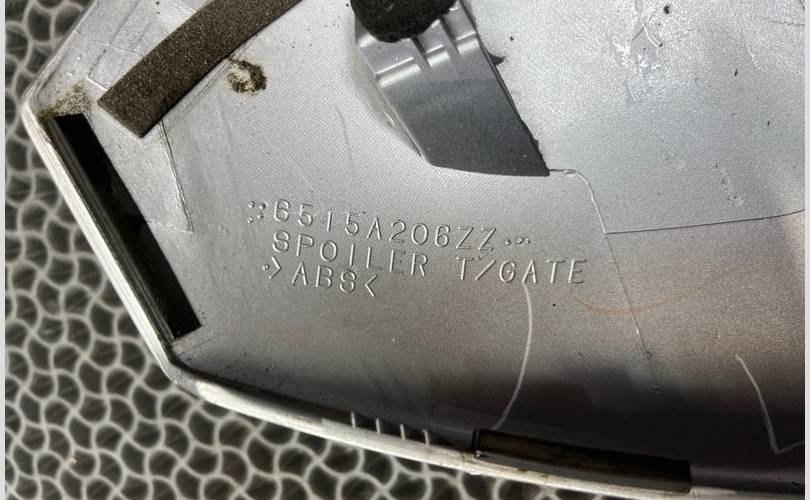 6515A206ZZ
SPOILER T/GATE
>ABS<